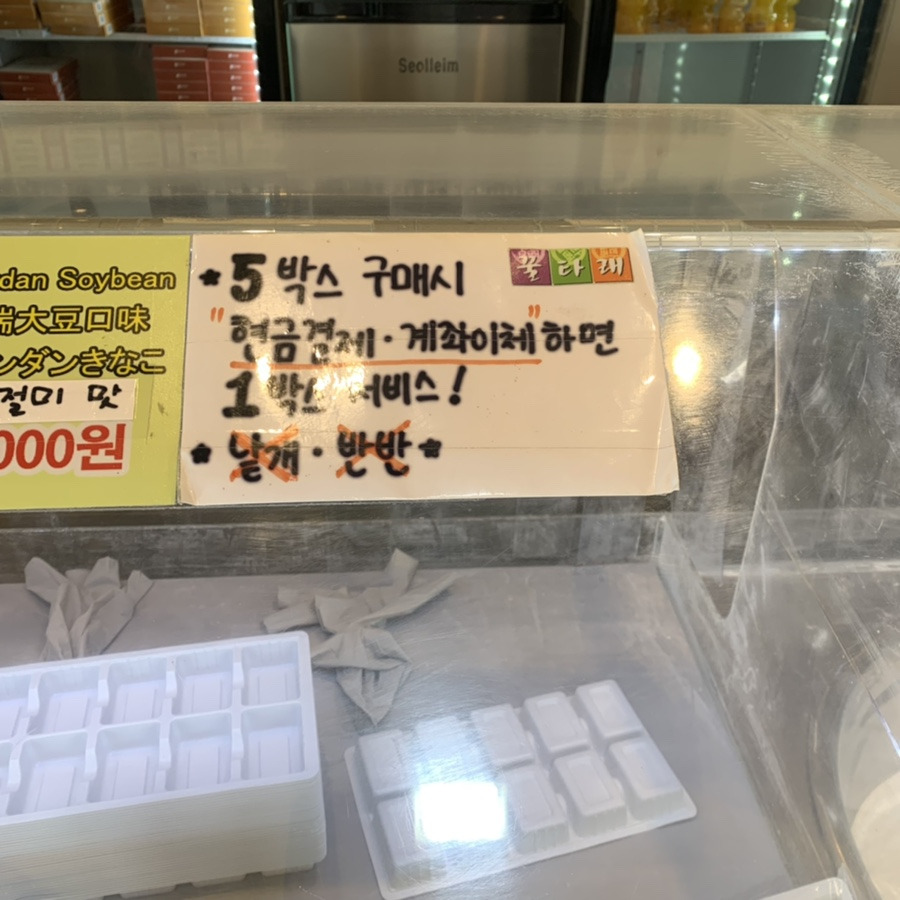 Seolleim
dan Soybean
端大豆口味
ンダンきなこ
절미 맛
000원
꿀타래
★5박스 구매시
"현금결제·계좌이체"하면
1박스 서비스!
★낱개·반반★